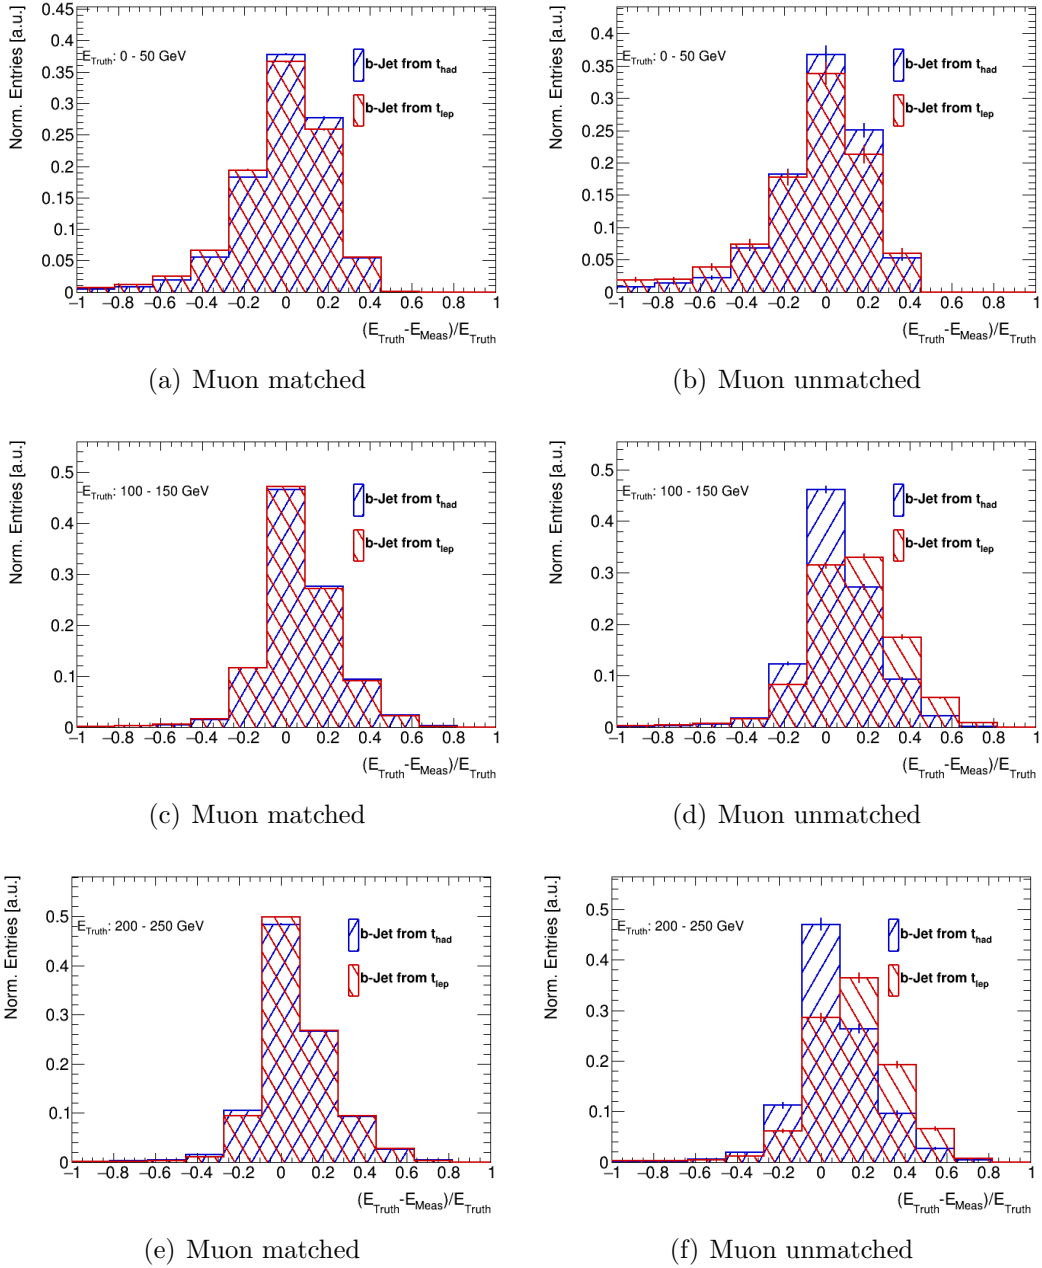 Norm. Entries [a.u.]
0.45
0.4
0.35
0.3
0.25
0.2
0.15
0.1
0.05
0
E_Truth: 0 - 50 GeV
b-Jet from t_had
b-Jet from t_lep
−1 −0.8 −0.6 −0.4 −0.2 0 0.2 0.4 0.6 0.8 1
(E_Truth-E_Meas)/E_Truth
(a) Muon matched
Norm. Entries [a.u.]
0.4
0.35
0.3
0.25
0.2
0.15
0.1
0.05
0
E_Truth: 0 - 50 GeV
b-Jet from t_had
b-Jet from t_lep
−1 −0.8 −0.6 −0.4 −0.2 0 0.2 0.4 0.6 0.8 1
(E_Truth-E_Meas)/E_Truth
(b) Muon unmatched
Norm. Entries [a.u.]
0.5
0.4
0.3
0.2
0.1
0
E_Truth: 100 - 150 GeV
b-Jet from t_had
b-Jet from t_lep
−1 −0.8 −0.6 −0.4 −0.2 0 0.2 0.4 0.6 0.8 1
(E_Truth-E_Meas)/E_Truth
(c) Muon matched
Norm. Entries [a.u.]
0.5
0.4
0.3
0.2
0.1
0
E_Truth: 100 - 150 GeV
b-Jet from t_had
b-Jet from t_lep
−1 −0.8 −0.6 −0.4 −0.2 0 0.2 0.4 0.6 0.8 1
(E_Truth-E_Meas)/E_Truth
(d) Muon unmatched
Norm. Entries [a.u.]
0.5
0.4
0.3
0.2
0.1
0
E_Truth: 200 - 250 GeV
b-Jet from t_had
b-Jet from t_lep
−1 −0.8 −0.6 −0.4 −0.2 0 0.2 0.4 0.6 0.8 1
(E_Truth-E_Meas)/E_Truth
(e) Muon matched
Norm. Entries [a.u.]
0.5
0.4
0.3
0.2
0.1
0
E_Truth: 200 - 250 GeV
b-Jet from t_had
b-Jet from t_lep
−1 −0.8 −0.6 −0.4 −0.2 0 0.2 0.4 0.6 0.8 1
(E_Truth-E_Meas)/E_Truth
(f) Muon unmatched